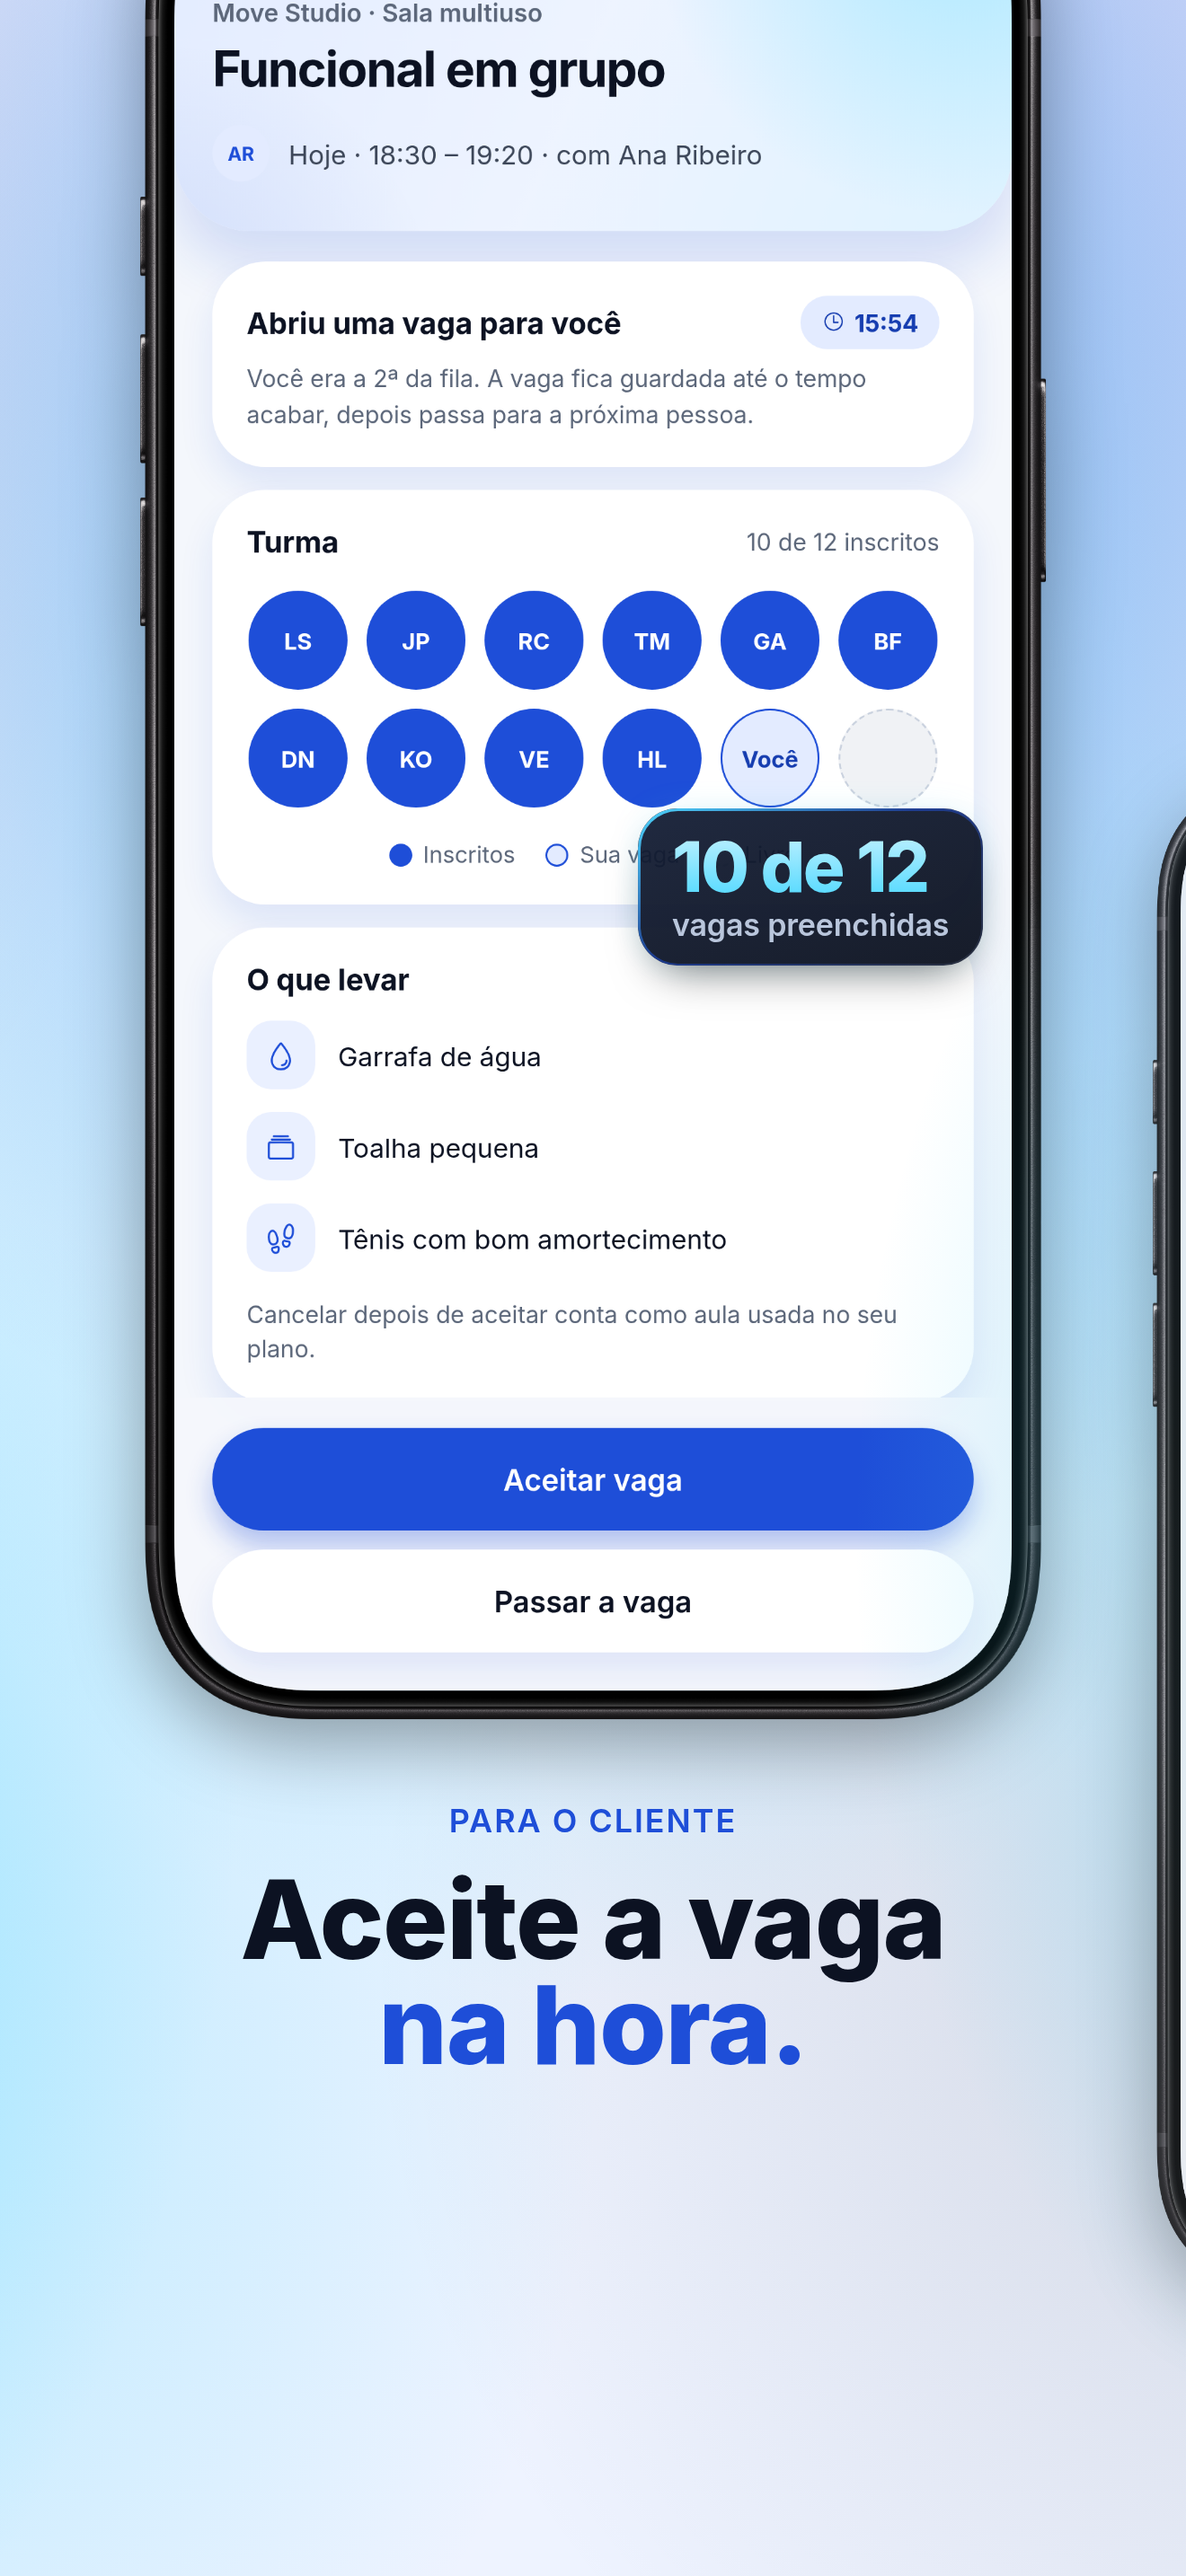 Move Studio · Sala multiuso
Funcional em grupo
AR
Hoje · 18:30 – 19:20 · com Ana Ribeiro
Abriu uma vaga para você
15:54
Você era a 2ª da fila. A vaga fica guardada até o tempo
acabar, depois passa para a próxima pessoa.
Turma
10 de 12 inscritos
LS JP RC TM GA BF
DN KO VE HL Você
Inscritos Sua vaga
10 de 12
vagas preenchidas
O que levar
Garrafa de água
Toalha pequena
Tênis com bom amortecimento
Cancelar depois de aceitar conta como aula usada no seu
plano.
Aceitar vaga
Passar a vaga
PARA O CLIENTE
Aceite a vaga
na hora.